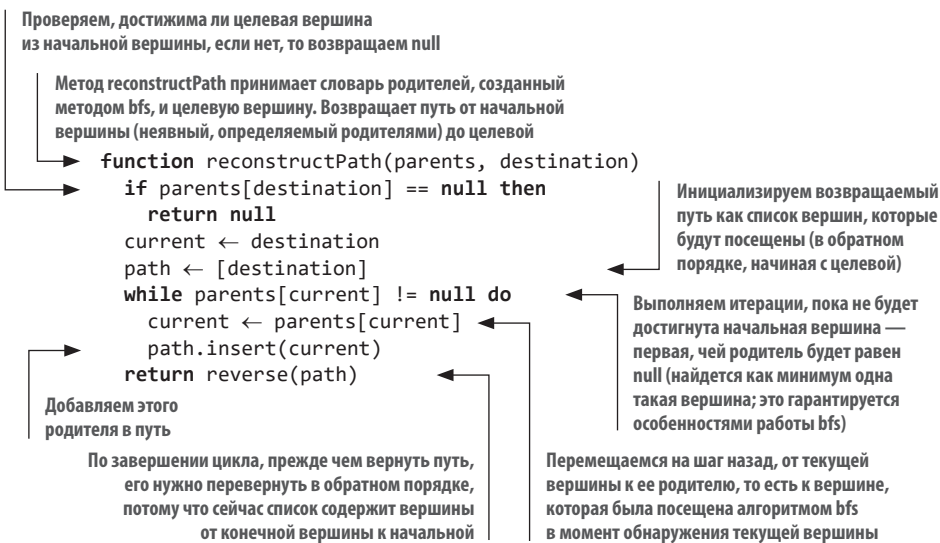 Проверяем, достижима ли целевая вершина
из начальной вершины, если нет, то возвращаем null
Метод reconstructPath принимает словарь родителей, созданный
методом bfs, и целевую вершину. Возвращает путь от начальной
вершины (неявный, определяемый родителями) до целевой
function reconstructPath(parents, destination)
if parents[destination] == null then
return null
current ← destination
path ← [destination]
while parents[current] != null do
current ← parents[current]
path.insert(current)
return reverse(path)
Инициализируем возвращаемый
путь как список вершин, которые
будут посещены (в обратном
порядке, начиная с целевой)
Выполняем итерации, пока не будет
достигнута начальная вершина —
первая, чей родитель будет равен
null (найдется как минимум одна
такая вершина; это гарантируется
особенностями работы bfs)
Добавляем этого
родителя в путь
По завершении цикла, прежде чем вернуть путь,
его нужно перевернуть в обратном порядке,
потому что сейчас список содержит вершины
от конечной вершины к начальной
Перемещаемся на шаг назад, от текущей
вершины к ее родителю, то есть к вершине,
которая была посещена алгоритмом bfs
в момент обнаружения текущей вершины